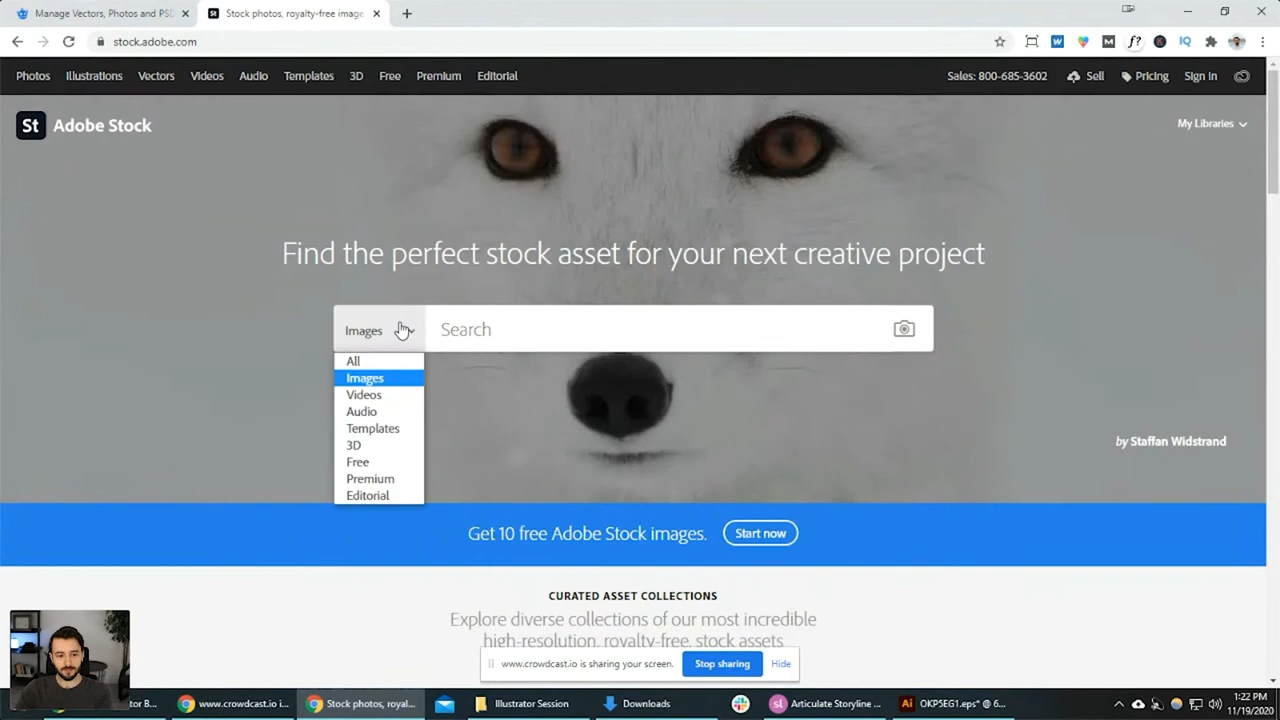 Manage Vectors, Photos and PSD
Stock photos, royalty-free image
stock.adobe.com
Photos Illustrations Vectors Videos Audio Templates 3D Free Premium Editorial
Sales: 800-685-3602 Sell Pricing Sign In
St Adobe Stock
My Libraries
Find the perfect stock asset for your next creative project
Images Search
All
Images
Videos
Audio
Templates
3D
Free
Premium
Editorial
by Staffan Widstrand
Get 10 free Adobe Stock images. Start now
CURATED ASSET COLLECTIONS
Explore diverse collections of our most incredible
high-resolution, royalty-free, stock assets
www.crowdcast.io is sharing your screen. Stop sharing Hide
www.crowdcast.io i... Stock photos, royal... Illustrator Session Downloads sl Articulate Storyline ... Ai OKP5EG1.eps* @ 6...
1:22 PM
11/19/2020